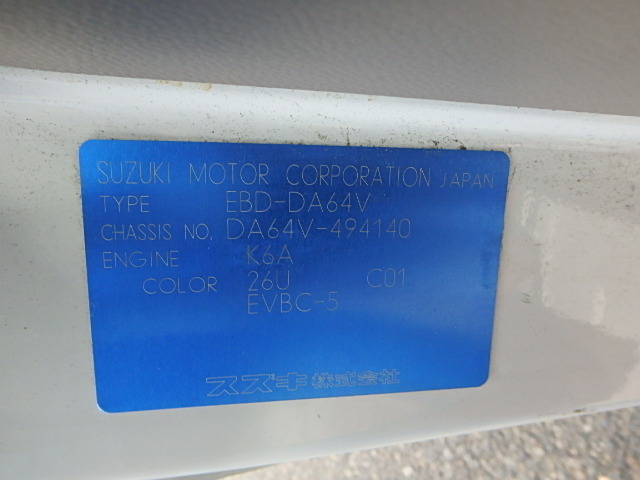 SUZUKI MOTOR CORPORATION JAPAN
TYPE EBD-DA64V
CHASSIS NO. DA64V-494140
ENGINE K6A
COLOR 26U C01
EVBC-5
スズキ株式会社